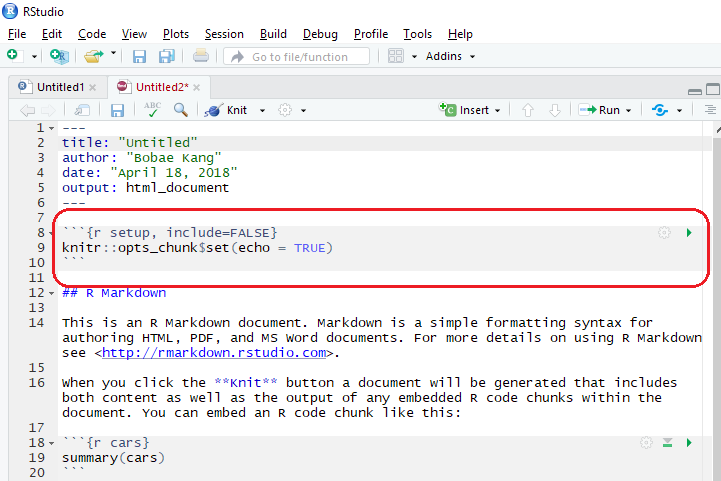 RStudio
File Edit Code View Plots Session Build Debug Profile Tools Help
Go to file/function Addins
Untitled1 Untitled2*
ABC Knit Insert Run
1 ---
2 title: "Untitled"
3 author: "Bobae Kang"
4 date: "April 18, 2018"
5 output: html_document
6 ---
7
8 ```{r setup, include=FALSE}
9 knitr::opts_chunk$set(echo = TRUE)
10 ```
11
12 ## R Markdown
13
14 This is an R Markdown document. Markdown is a simple formatting syntax for
authoring HTML, PDF, and MS Word documents. For more details on using R Markdown
see <http://rmarkdown.rstudio.com>.
15
16 When you click the **Knit** button a document will be generated that includes
both content as well as the output of any embedded R code chunks within the
document. You can embed an R code chunk like this:
17
18 ```{r cars}
19 summary(cars)
20 ```